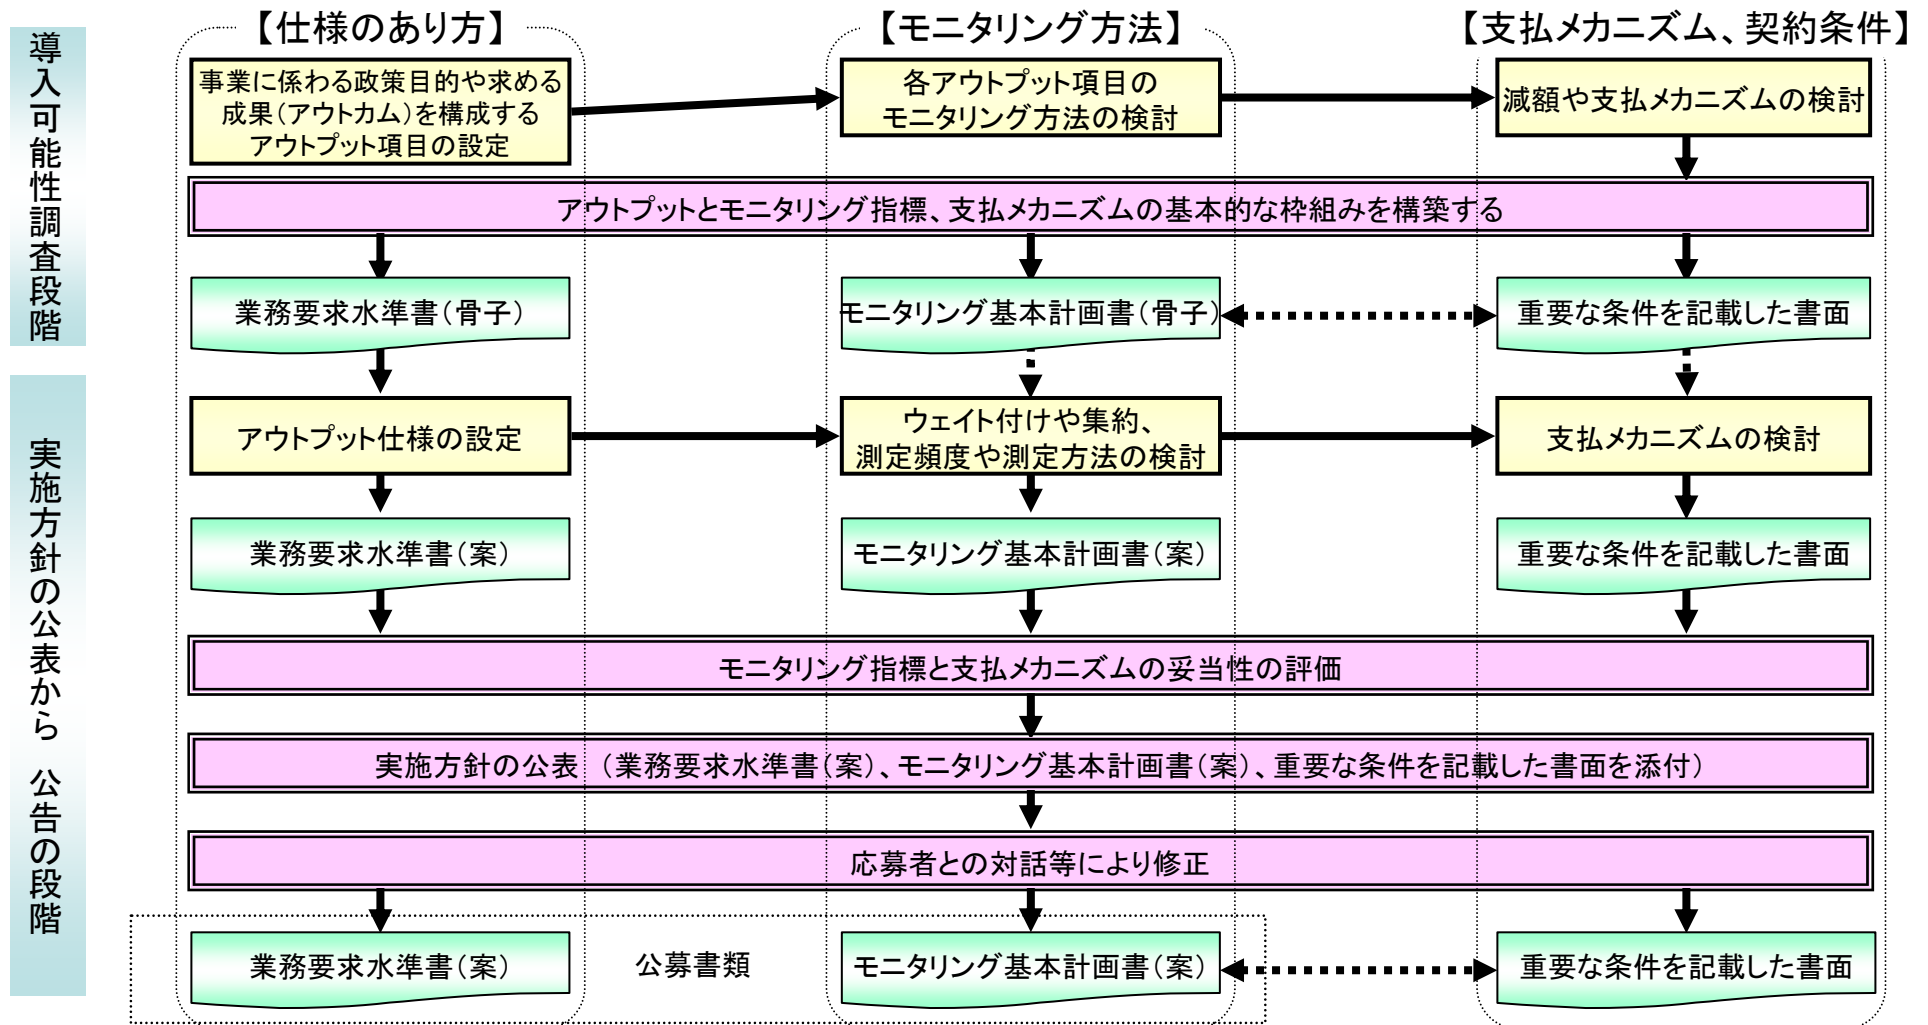 【仕様のあり方】
【モニタリング方法】
【支払メカニズム、契約条件】
導入可能性調査段階
事業に係わる政策目的や求める
成果（アウトカム）を構成する
アウトプット項目の設定
各アウトプット項目の
モニタリング方法の検討
減額や支払メカニズムの検討
アウトプットとモニタリング指標、支払メカニズムの基本的な枠組みを構築する
業務要求水準書（骨子）
モニタリング基本計画書（骨子）
重要な条件を記載した書面
実施方針の公表から 公告の段階
アウトプット仕様の設定
ウェイト付けや集約、
測定頻度や測定方法の検討
支払メカニズムの検討
業務要求水準書（案）
モニタリング基本計画書（案）
重要な条件を記載した書面
モニタリング指標と支払メカニズムの妥当性の評価
実施方針の公表 （業務要求水準書（案）、モニタリング基本計画書（案）、重要な条件を記載した書面を添付）
応募者との対話等により修正
業務要求水準書（案）
公募書類
モニタリング基本計画書（案）
重要な条件を記載した書面